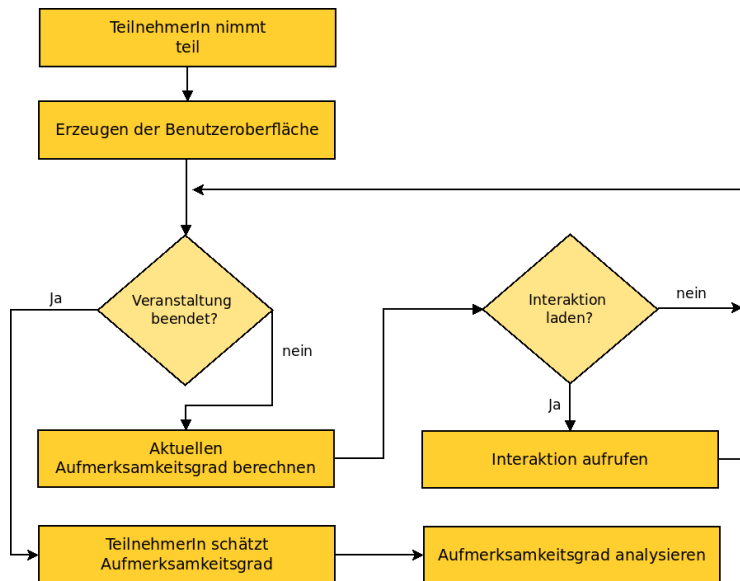 TeilnehmerIn nimmt
teil
Erzeugen der Benutzeroberfläche
Ja
Veranstaltung
beendet?
nein
Interaktion
laden?
nein
Ja
Aktuellen
Aufmerksamkeitsgrad berechnen
Interaktion aufrufen
TeilnehmerIn schätzt
Aufmerksamkeitsgrad
Aufmerksamkeitsgrad analysieren